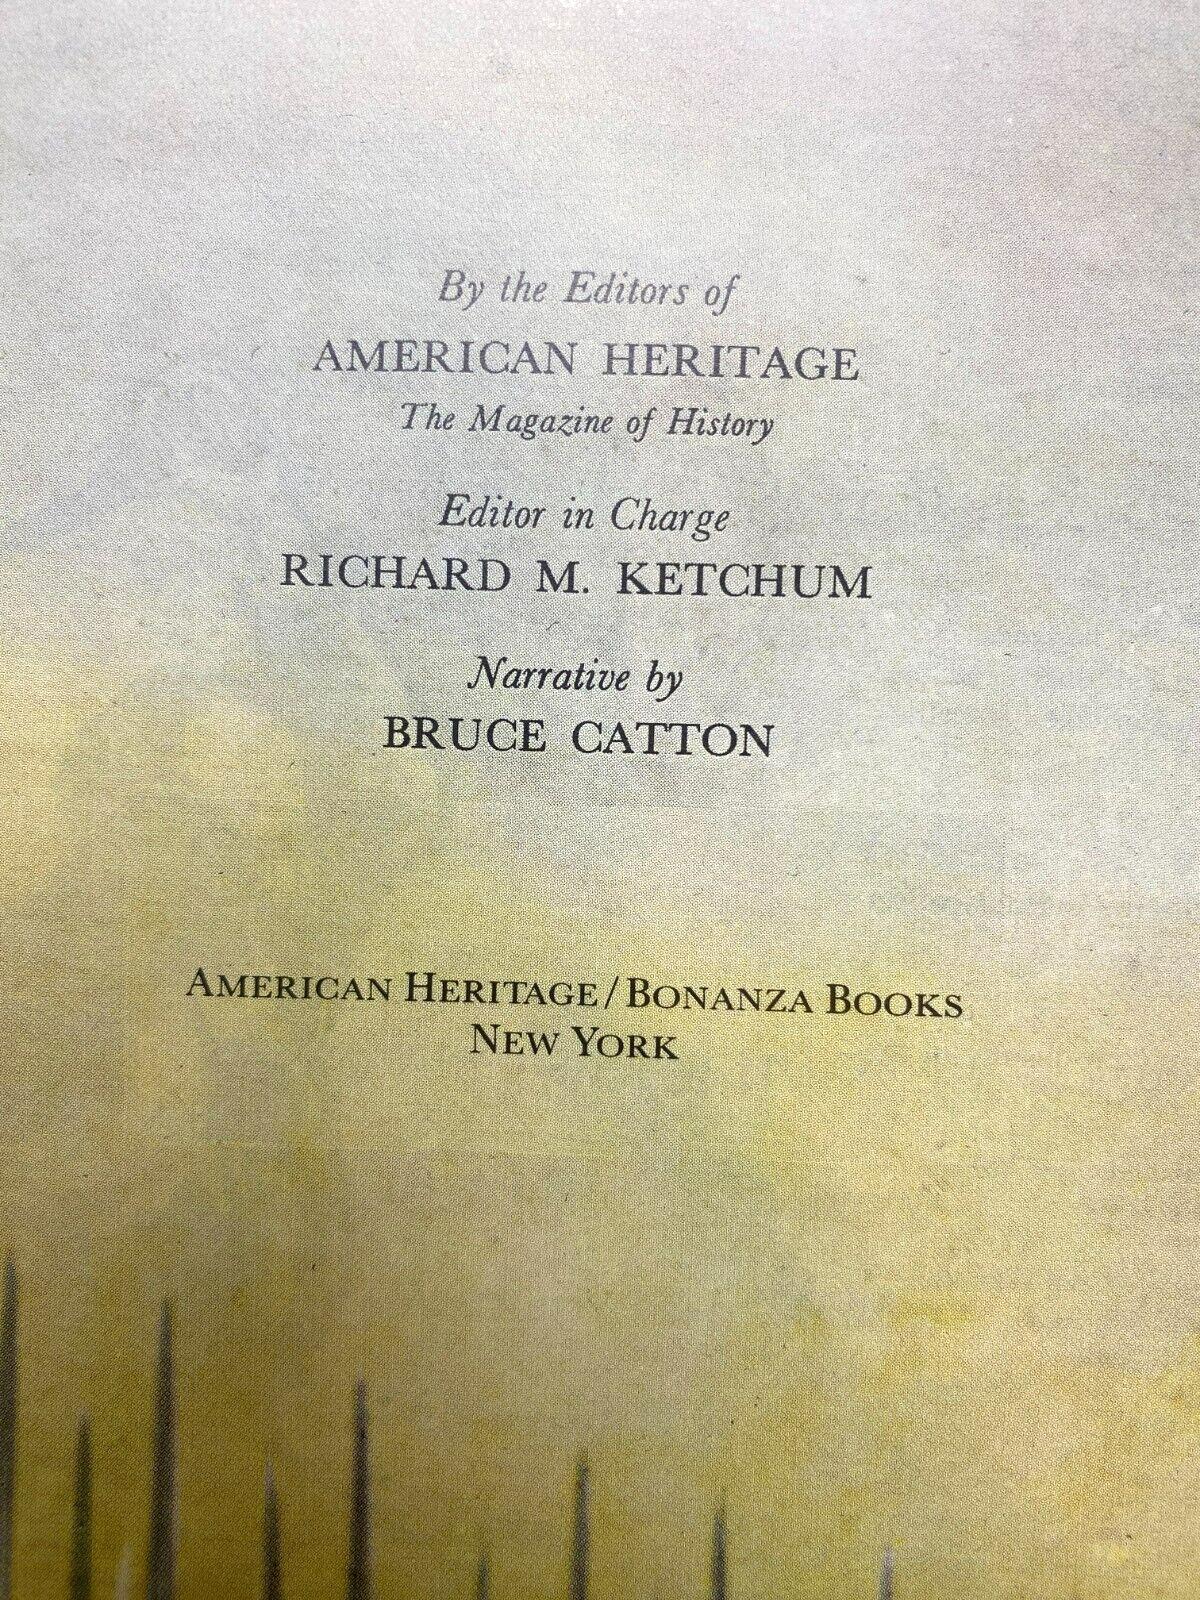 By the Editors of
AMERICAN HERITAGE
The Magazine of History
Editor in Charge
RICHARD M. KETCHUM
Narrative by
BRUCE CATTON
AMERICAN HERITAGE/BONANZA BOOKS
NEW YORK